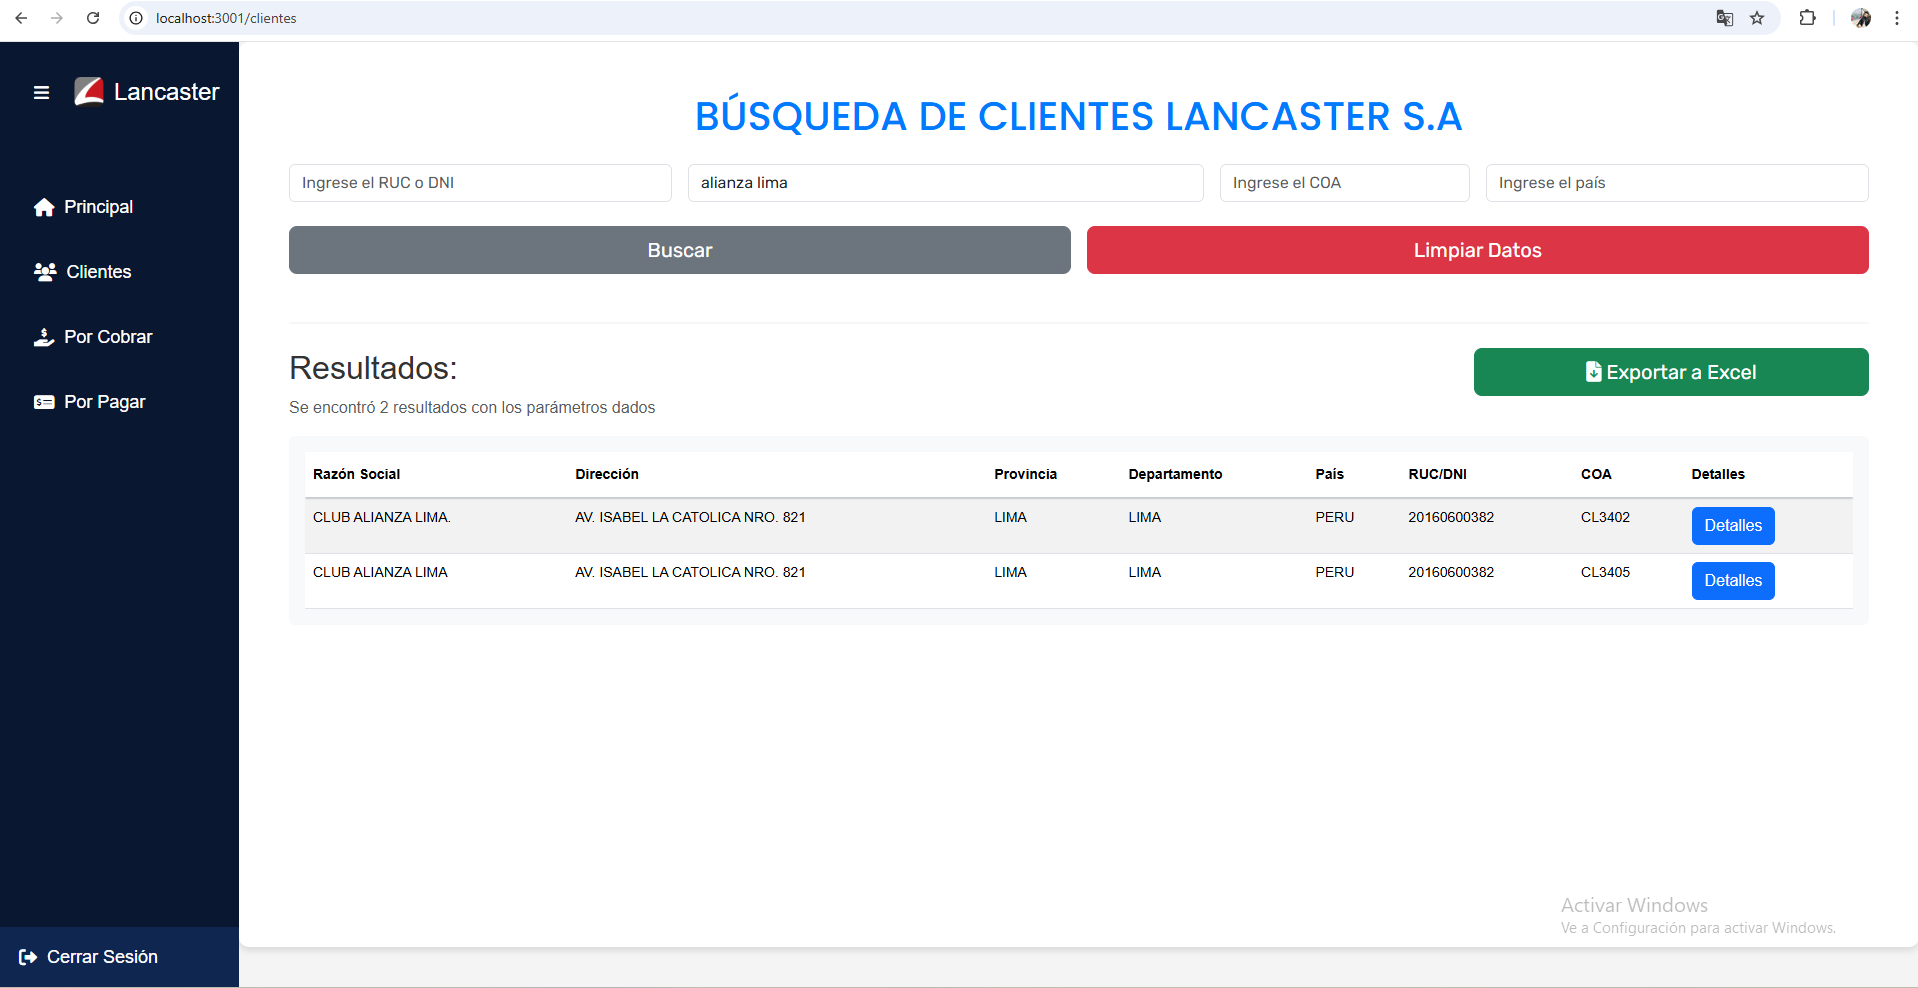 localhost:3001/clientes
Lancaster
Principal
Clientes
Por Cobrar
Por Pagar
Cerrar Sesión
BÚSQUEDA DE CLIENTES LANCASTER S.A
Ingrese el RUC o DNI alianza lima Ingrese el COA Ingrese el país
Buscar Limpiar Datos
Resultados:
Exportar a Excel
Se encontró 2 resultados con los parámetros dados
Razón Social Dirección Provincia Departamento País RUC/DNI COA Detalles
CLUB ALIANZA LIMA. AV. ISABEL LA CATOLICA NRO. 821 LIMA LIMA PERU 20160600382 CL3402 Detalles
CLUB ALIANZA LIMA AV. ISABEL LA CATOLICA NRO. 821 LIMA LIMA PERU 20160600382 CL3405 Detalles
Activar Windows
Ve a Configuración para activar Windows.